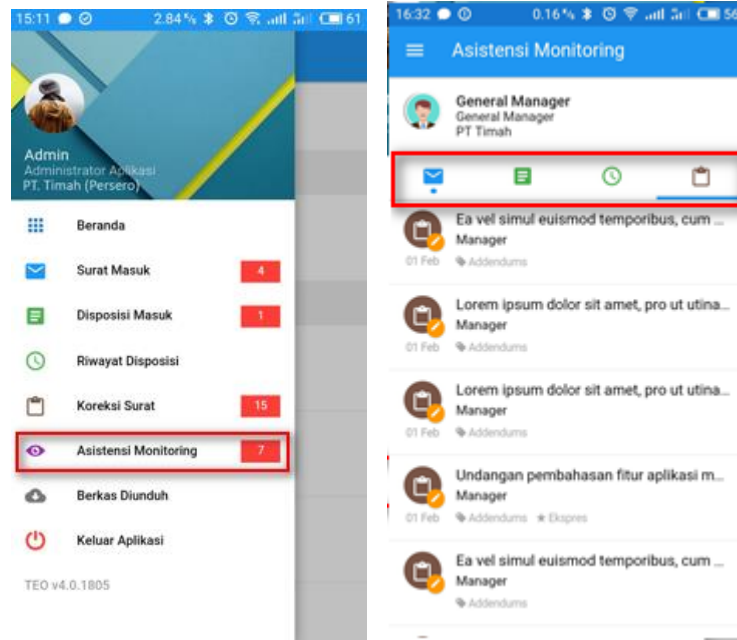 15:11
2.84 %
61
Admin
Administrator Aplikasi
PT. Timah (Persero)
Beranda
Surat Masuk
4
Disposisi Masuk
1
Riwayat Disposisi
Koreksi Surat
15
Asistensi Monitoring
7
Berkas Diunduh
Keluar Aplikasi
TEO v4.0.1805
16:32
0.16 %
56
Asistensi Monitoring
General Manager
General Manager
PT Timah
Ea vel simul euismod temporibus, cum ...
Manager
01 Feb
Addendums
Lorem ipsum dolor sit amet, pro ut utina...
Manager
01 Feb
Addendums
Lorem ipsum dolor sit amet, pro ut utina...
Manager
01 Feb
Addendums
Undangan pembahasan fitur aplikasi m...
Manager
01 Feb
Addendums
Ekspres
Ea vel simul euismod temporibus, cum ...
Manager
Addendums